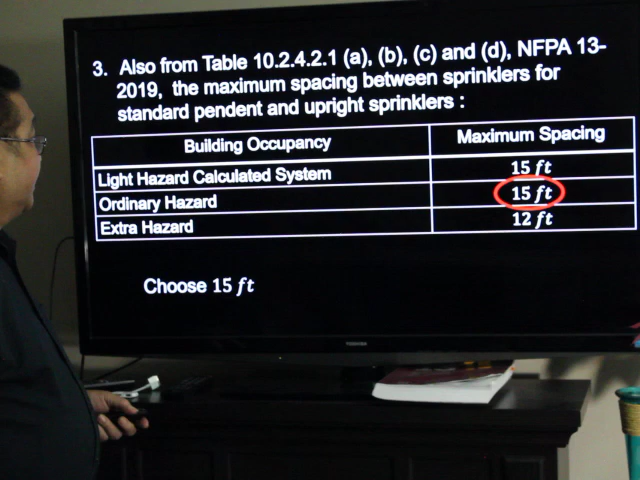 3. Also from Table 10.2.4.2.1 (a), (b), (c) and (d), NFPA 13-
2019, the maximum spacing between sprinklers for
standard pendent and upright sprinklers :
Building Occupancy Maximum Spacing
Light Hazard Calculated System 15 ft
Ordinary Hazard 15 ft
Extra Hazard 12 ft
Choose 15 ft
TOSHIBA